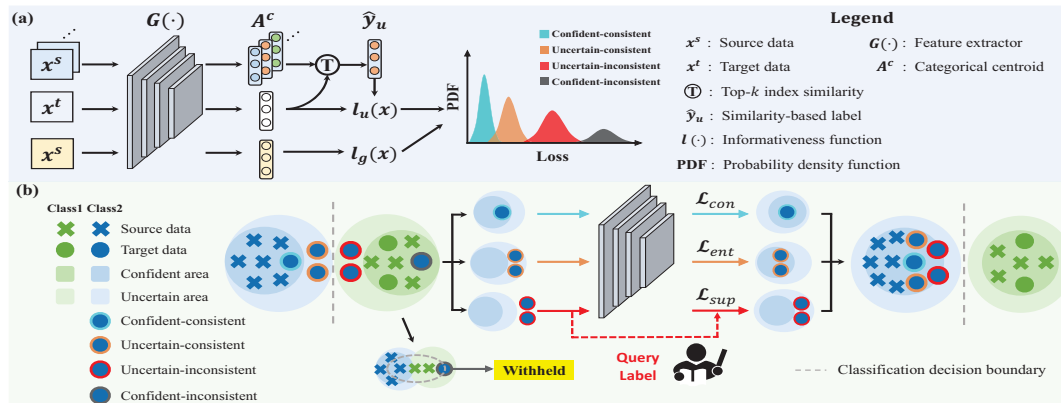 (a)
G(·)
A^c
ŷ_u
x^s
x^t
x^s
T
l_u(x)
l_g(x)
PDF
Loss
Confident-consistent
Uncertain-consistent
Uncertain-inconsistent
Confident-inconsistent
Legend
x^s : Source data
G(·) : Feature extractor
x^t : Target data
A^c : Categorical centroid
T : Top-k index similarity
ŷ_u : Similarity-based label
l (·) : Informativeness function
PDF : Probability density function
(b)
Class1 Class2
Source data
Target data
Confident area
Uncertain area
Confident-consistent
Uncertain-consistent
Uncertain-inconsistent
Confident-inconsistent
ℒ_con
ℒ_ent
ℒ_sup
Query
Label
Withheld
Classification decision boundary